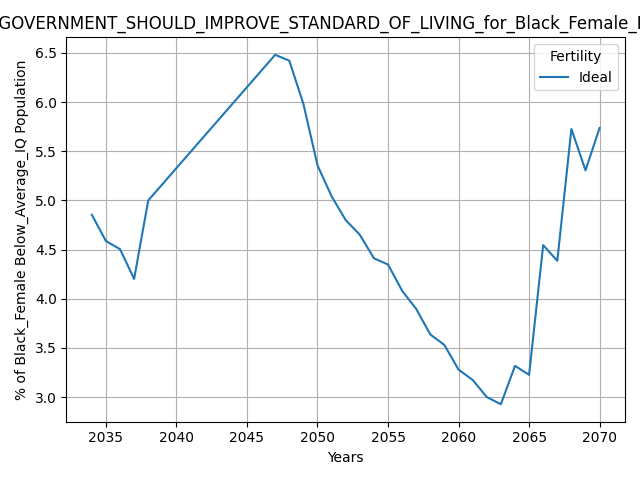 GOVERNMENT_SHOULD_IMPROVE_STANDARD_OF_LIVING_for_Black_Female_
Fertility
Ideal
% of Black_Female Below_Average_IQ Population
6.5
6.0
5.5
5.0
4.5
4.0
3.5
3.0
2035 2040 2045 2050 2055 2060 2065 2070
Years